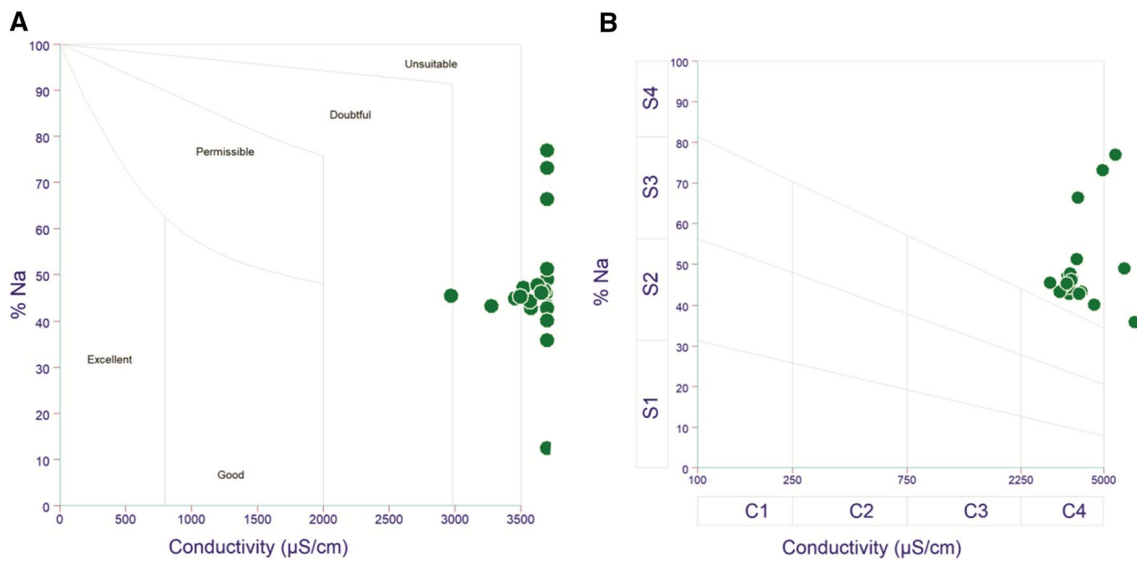 A
100
90
80
70
60
50
40
30
20
10
0
% Na
Unsuitable
Doubtful
Permissible
Excellent
Good
0 500 1000 1500 2000 2500 3000 3500
Conductivity (µS/cm)
B
S4
S3
S2
S1
% Na
100
90
80
70
60
50
40
30
20
10
0
100 250 750 2250 5000
C1 C2 C3 C4
Conductivity (µS/cm)